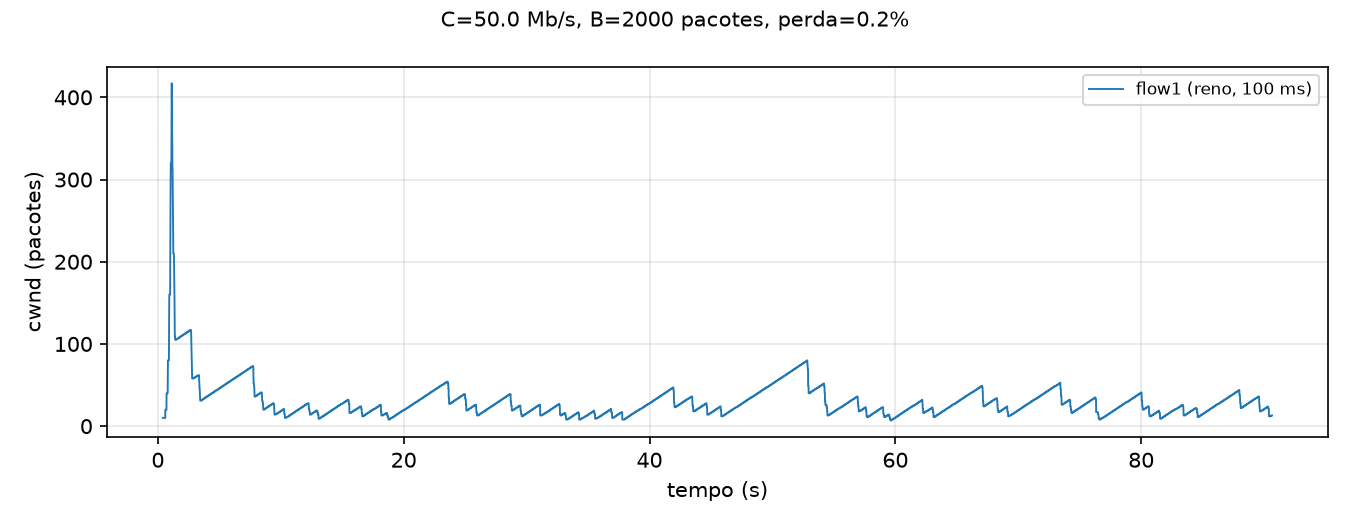 C=50.0 Mb/s, B=2000 pacotes, perda=0.2%
flow1 (reno, 100 ms)
cwnd (pacotes)
400
300
200
100
0
0 20 40 60 80
tempo (s)